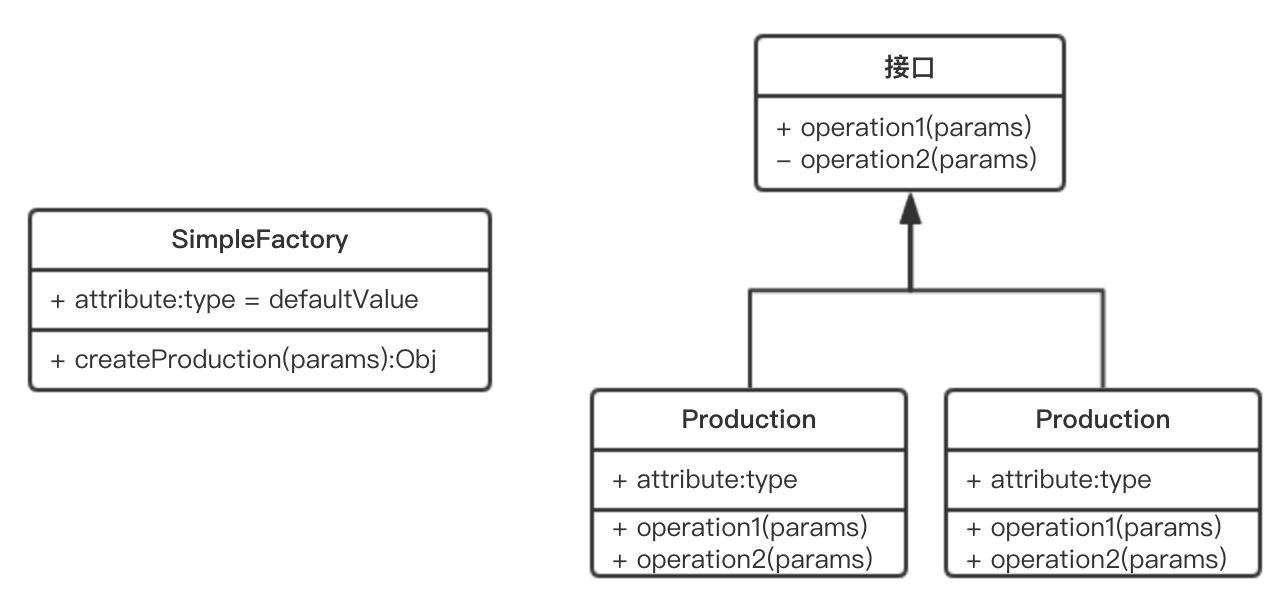 接口
+ operation1(params)
– operation2(params)
SimpleFactory
+ attribute:type = defaultValue
+ createProduction(params):Obj
Production
+ attribute:type
+ operation1(params)
+ operation2(params)
Production
+ attribute:type
+ operation1(params)
+ operation2(params)